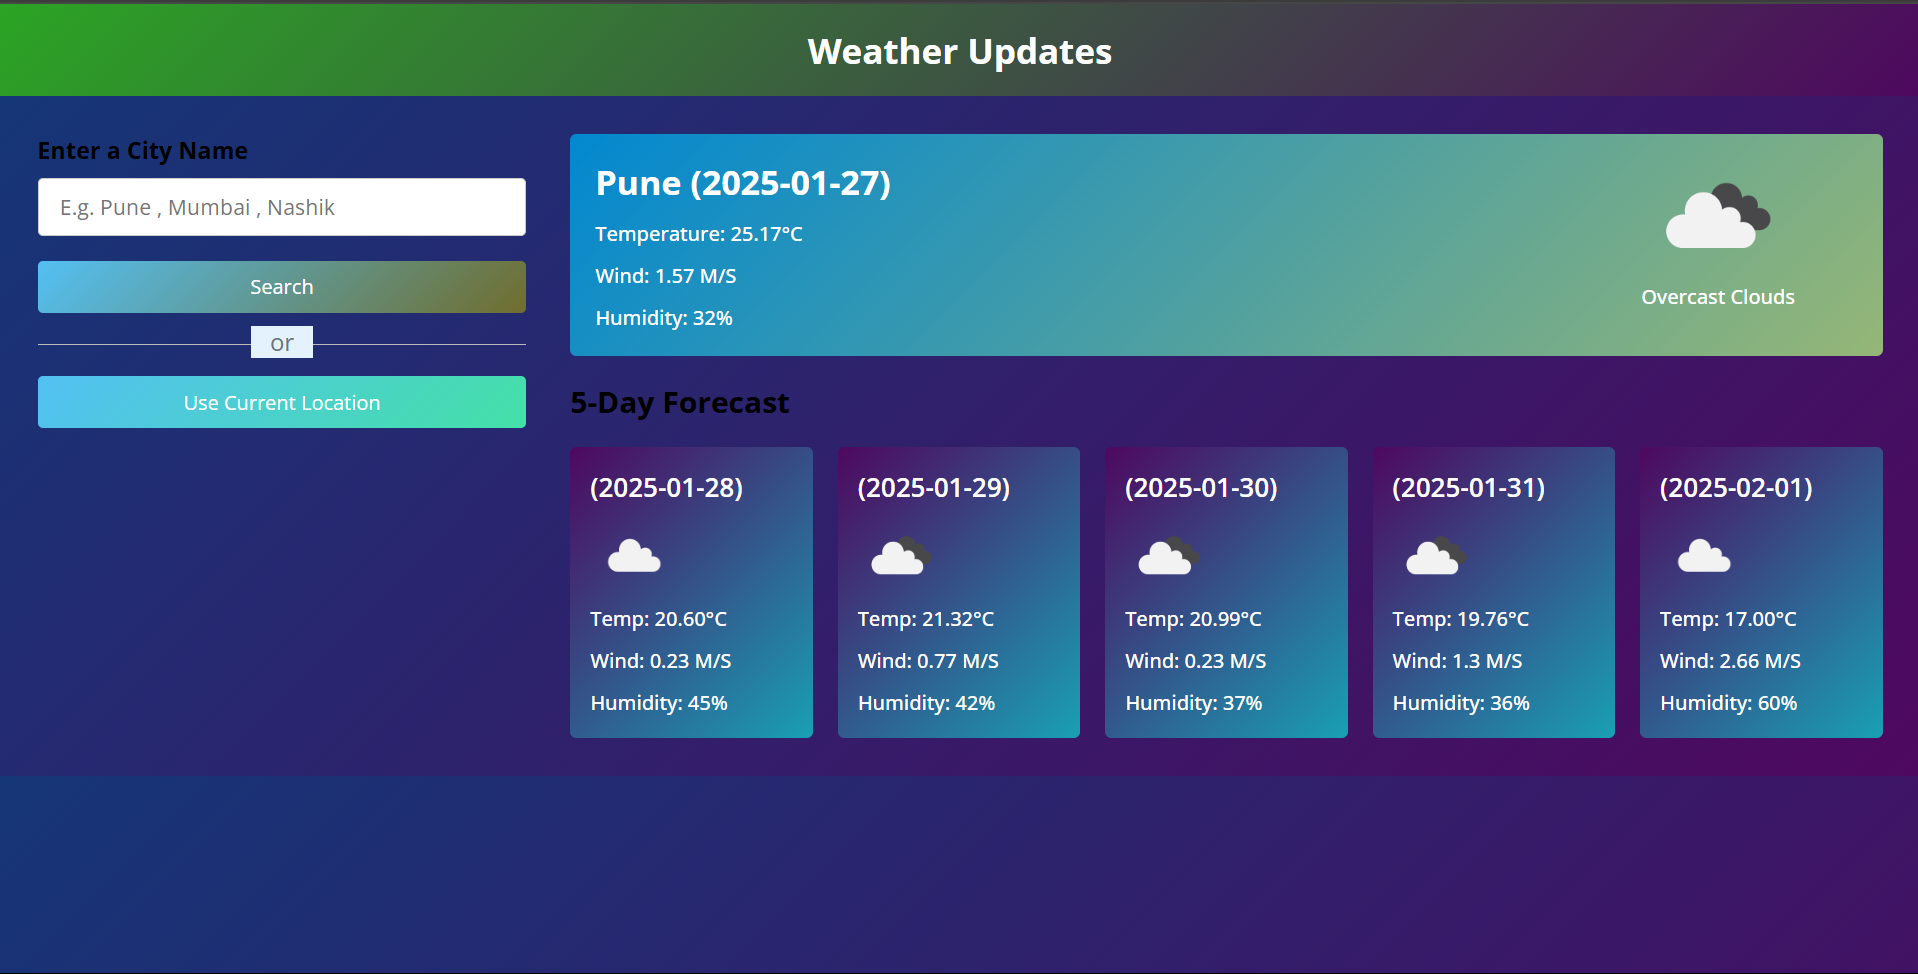 Weather Updates
Enter a City Name
E.g. Pune , Mumbai , Nashik
Search
or
Use Current Location
Pune (2025-01-27)
Temperature: 25.17°C
Wind: 1.57 M/S
Humidity: 32%
Overcast Clouds
5-Day Forecast
(2025-01-28)
Temp: 20.60°C
Wind: 0.23 M/S
Humidity: 45%
(2025-01-29)
Temp: 21.32°C
Wind: 0.77 M/S
Humidity: 42%
(2025-01-30)
Temp: 20.99°C
Wind: 0.23 M/S
Humidity: 37%
(2025-01-31)
Temp: 19.76°C
Wind: 1.3 M/S
Humidity: 36%
(2025-02-01)
Temp: 17.00°C
Wind: 2.66 M/S
Humidity: 60%